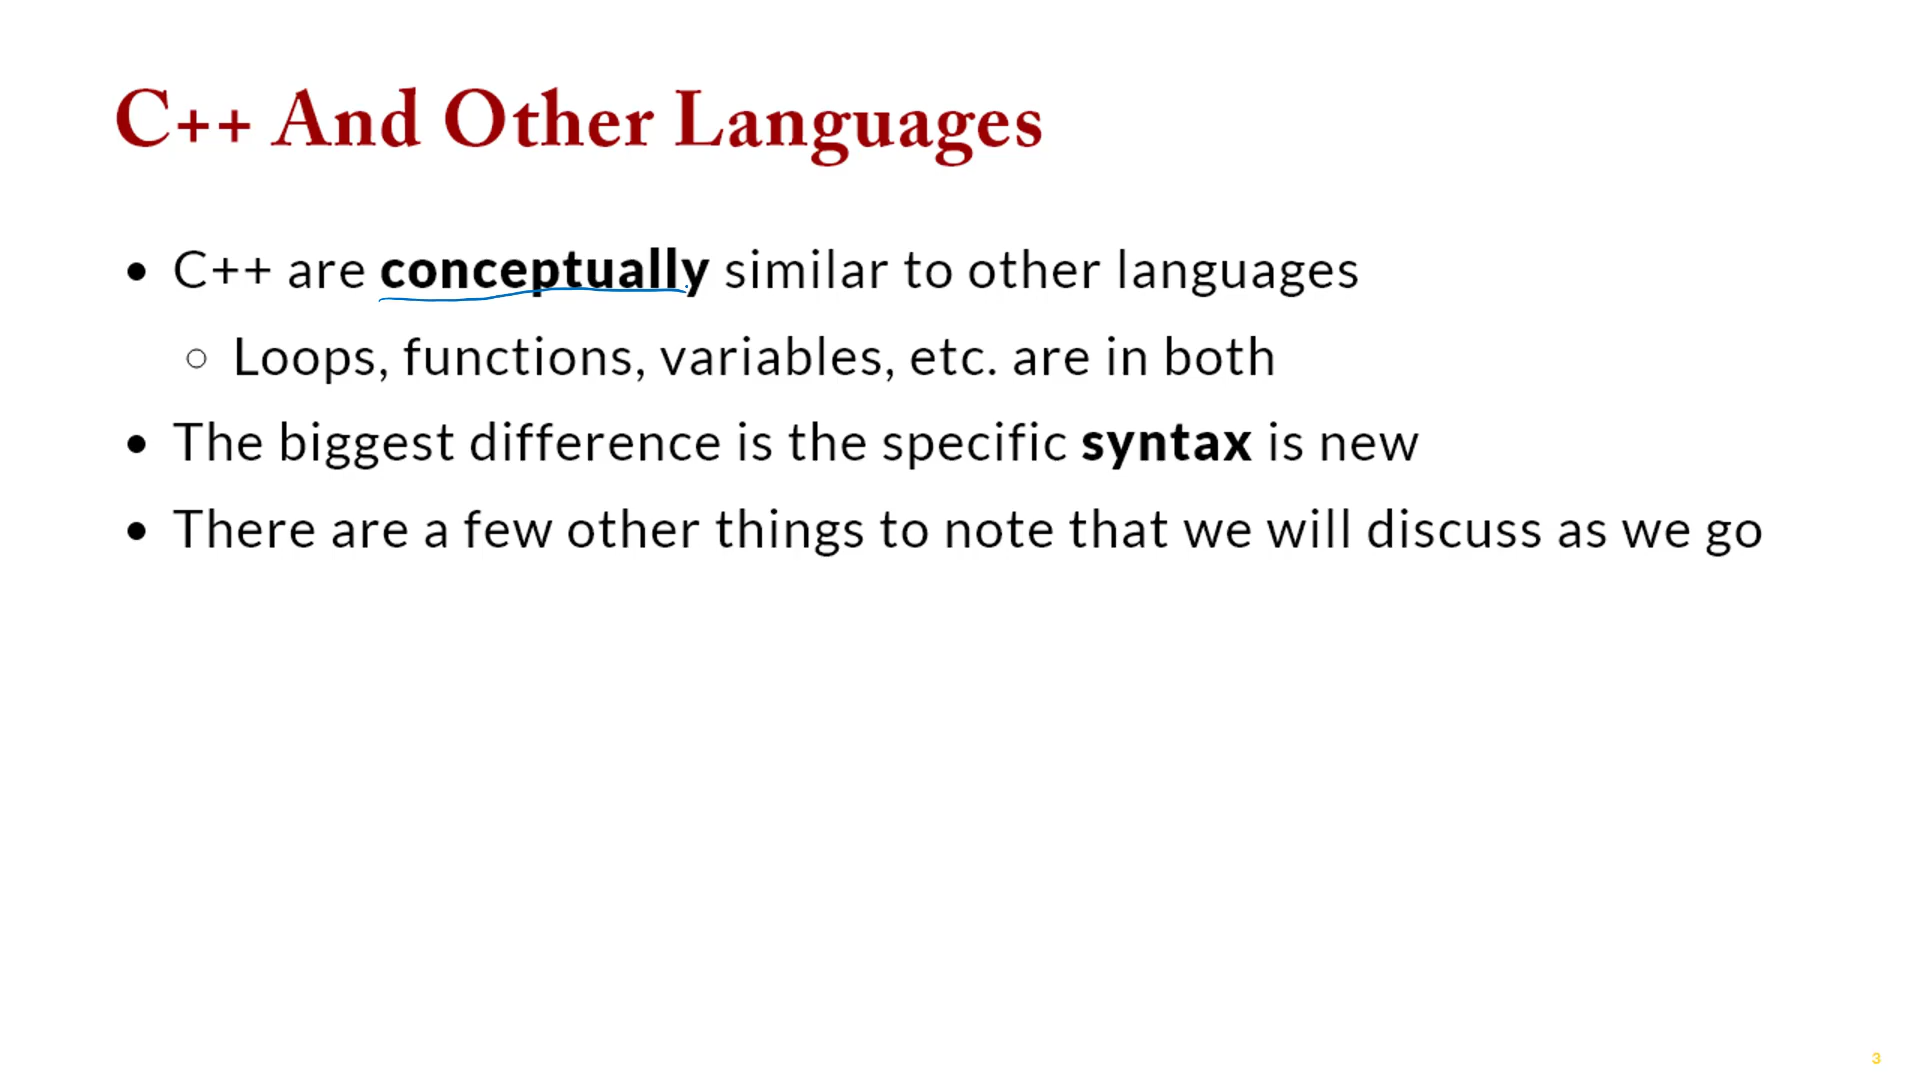 C++ And Other Languages
• C++ are conceptually similar to other languages
○ Loops, functions, variables, etc. are in both
• The biggest difference is the specific syntax is new
• There are a few other things to note that we will discuss as we go
3